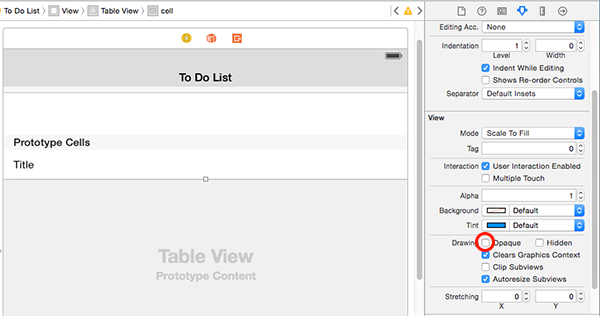 To Do List View Table View cell
To Do List
Prototype Cells
Title
Table View
Prototype Content
Editing Acc. None
Indentation 1 0
Level Width
Indent While Editing
Shows Re-order Controls
Separator Default Insets
View
Mode Scale To Fill
Tag 0
Interaction User Interaction Enabled
Multiple Touch
Alpha 1
Background Default
Tint Default
Drawing Opaque Hidden
Clears Graphics Context
Clip Subviews
Autoresize Subviews
Stretching 0 0
X Y